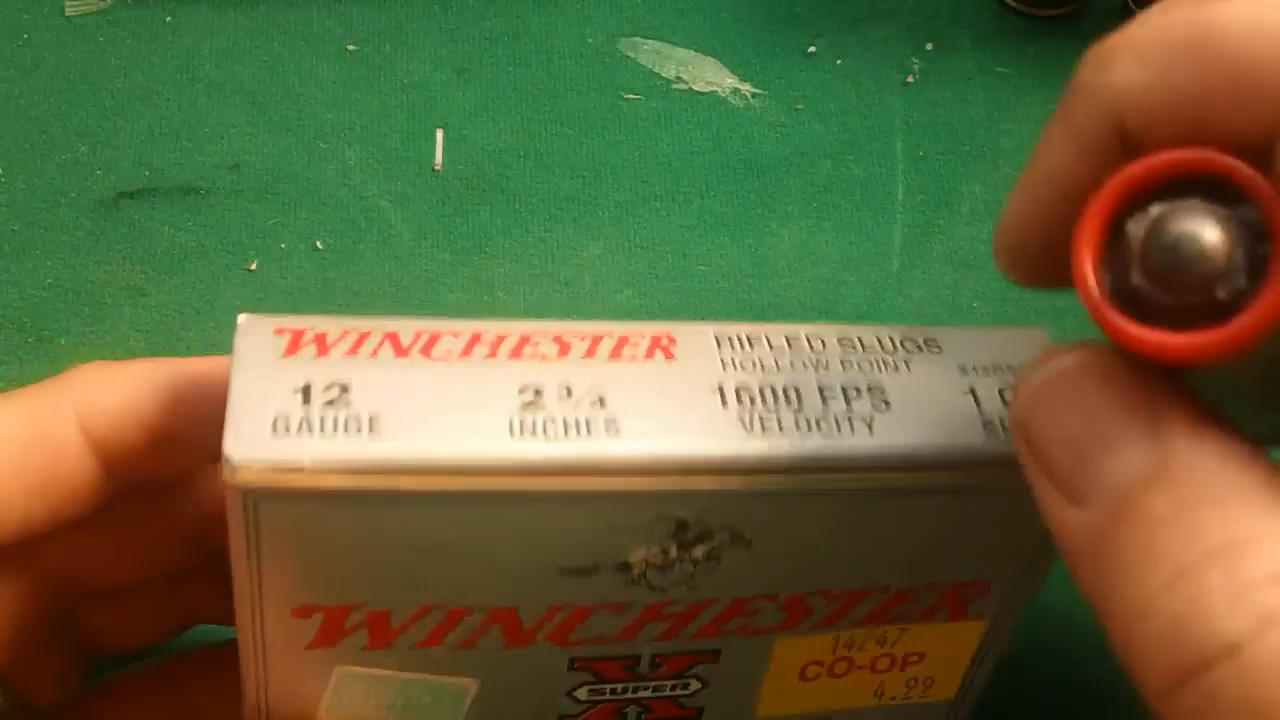 WINCHESTER
RIFLED SLUGS
HOLLOW POINT
12
GAUGE
2 3/4
INCHES
1600 FPS
VELOCITY
WINCHESTER
X
SUPER
CO-OP
4.99